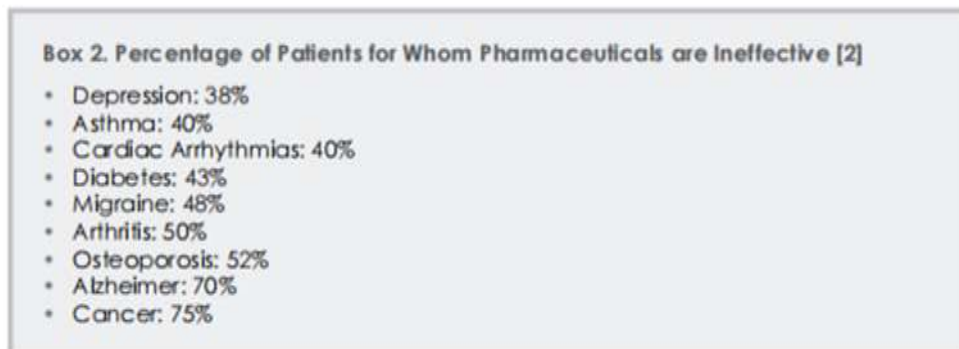 Box 2. Percentage of Patients for Whom Pharmaceuticals are Ineffective [2]
• Depression: 38%
• Asthma: 40%
• Cardiac Arrhythmias: 40%
• Diabetes: 43%
• Migraine: 48%
• Arthritis: 50%
• Osteoporosis: 52%
• Alzheimer: 70%
• Cancer: 75%